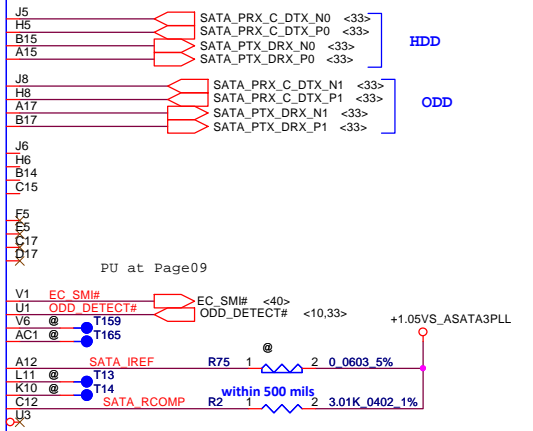 J5 SATA_PRX_C_DTX_N0 <33>
H5 SATA_PRX_C_DTX_P0 <33>
HDD
B15 SATA_PTX_DRX_N0 <33>
A15 SATA_PTX_DRX_P0 <33>
J8 SATA_PRX_C_DTX_N1 <33>
H8 SATA_PRX_C_DTX_P1 <33>
ODD
A17 SATA_PTX_DRX_N1 <33>
B17 SATA_PTX_DRX_P1 <33>
J6
H6
B14
C15
F5
E5
C17
D17
PU at Page09
V1 EC_SMI# EC_SMI# <40>
U1 ODD_DETECT# ODD_DETECT# <10,33>
V6 @ T159
+1.05VS_ASATA3PLL
AC1 @ T165
@
A12 SATA_IREF R75 1 2 0_0603_5%
L11 @ T13
K10 @ T14
within 500 mils
C12 SATA_RCOMP R2 1 2 3.01K_0402_1%
U3